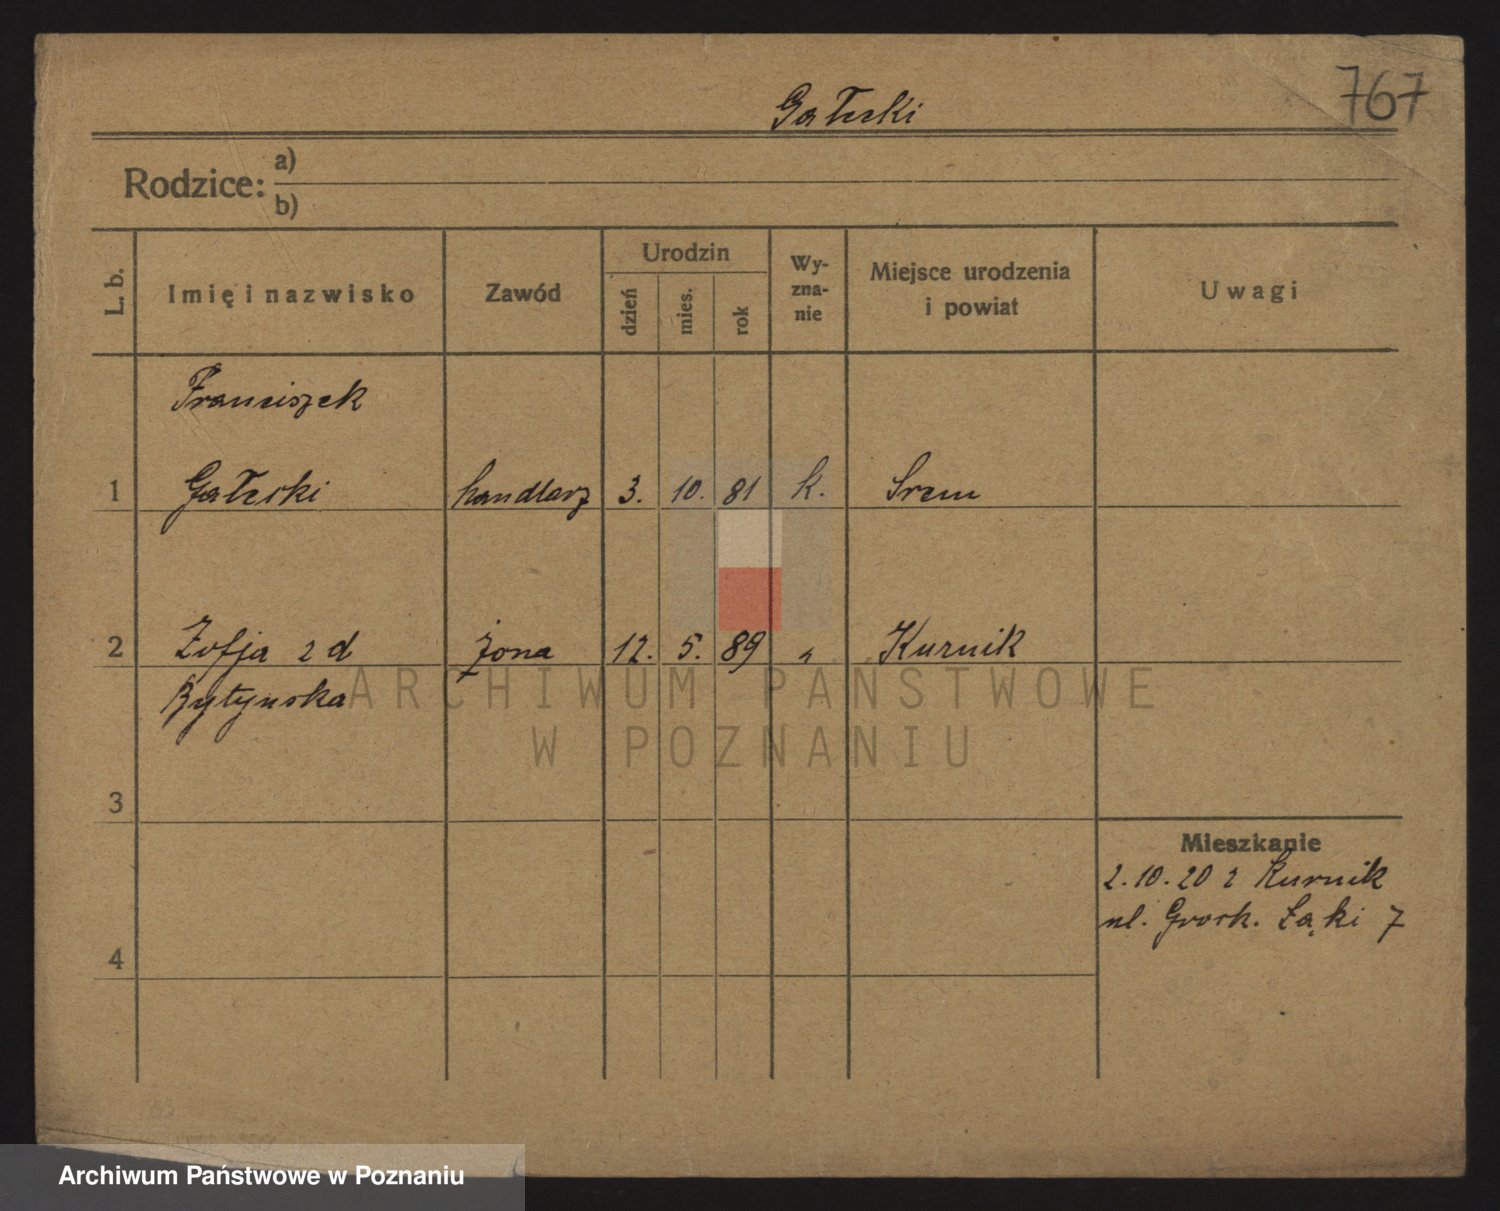 767
Gałecki
Rodzice: a)
b)
L. b.
Imię i nazwisko
Zawód
Urodzin
dzień
mies.
rok
Wy-
zna-
nie
Miejsce urodzenia
i powiat
Uwagi
Franciszek
1 Gałecki handlarz 3. 10. 81 k. Srem
2 Zofja z d żona 12. 5. 89 „ Kurnik
Bytyńska
3
Mieszkanie
2.10.20 z Kurnik
ul. Groch. Łąki 7
4
ARCHIWUM PAŃSTWOWE
W POZNANIU
Archiwum Państwowe w Poznaniu